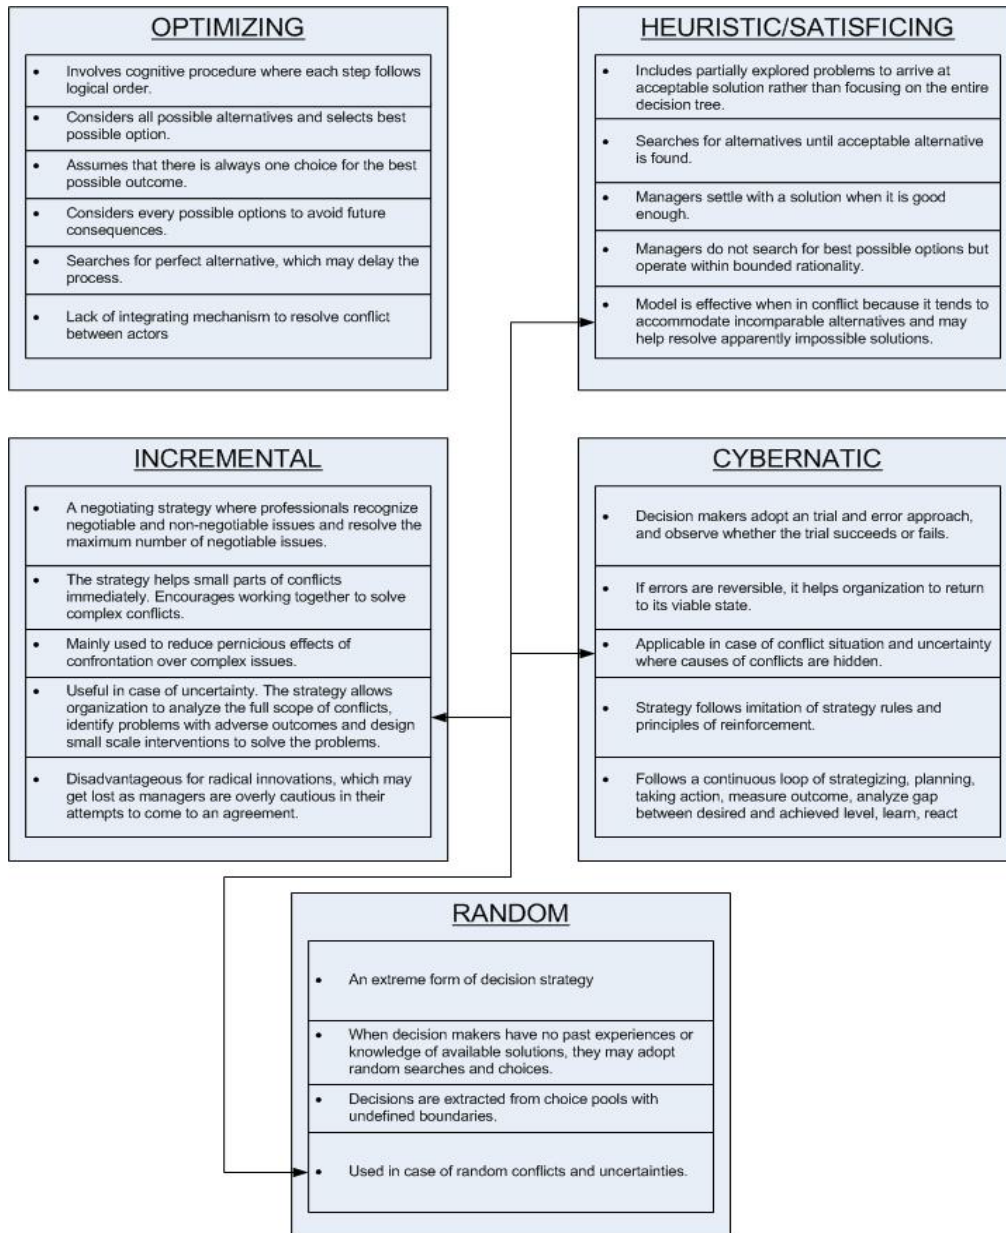 OPTIMIZING
• Involves cognitive procedure where each step follows
logical order.
• Considers all possible alternatives and selects best
possible option.
• Assumes that there is always one choice for the best
possible outcome.
• Considers every possible options to avoid future
consequences.
• Searches for perfect alternative, which may delay the
process.
• Lack of integrating mechanism to resolve conflict
between actors
HEURISTIC/SATISFICING
• Includes partially explored problems to arrive at
acceptable solution rather than focusing on the entire
decision tree.
• Searches for alternatives until acceptable alternative
is found.
• Managers settle with a solution when it is good
enough.
• Managers do not search for best possible options but
operate within bounded rationality.
• Model is effective when in conflict because it tends to
accommodate incomparable alternatives and may
help resolve apparently impossible solutions.
INCREMENTAL
• A negotiating strategy where professionals recognize
negotiable and non-negotiable issues and resolve the
maximum number of negotiable issues.
• The strategy helps small parts of conflicts
immediately. Encourages working together to solve
complex conflicts.
• Mainly used to reduce pernicious effects of
confrontation over complex issues.
• Useful in case of uncertainty. The strategy allows
organization to analyze the full scope of conflicts,
identify problems with adverse outcomes and design
small scale interventions to solve the problems.
• Disadvantageous for radical innovations, which may
get lost as managers are overly cautious in their
attempts to come to an agreement.
CYBERNATIC
• Decision makers adopt an trial and error approach,
and observe whether the trial succeeds or fails.
• If errors are reversible, it helps organization to return
to its viable state.
• Applicable in case of conflict situation and uncertainty
where causes of conflicts are hidden.
• Strategy follows imitation of strategy rules and
principles of reinforcement.
• Follows a continuous loop of strategizing, planning,
taking action, measure outcome, analyze gap
between desired and achieved level, learn, react
RANDOM
• An extreme form of decision strategy
• When decision makers have no past experiences or
knowledge of available solutions, they may adopt
random searches and choices.
• Decisions are extracted from choice pools with
undefined boundaries.
• Used in case of random conflicts and uncertainties.